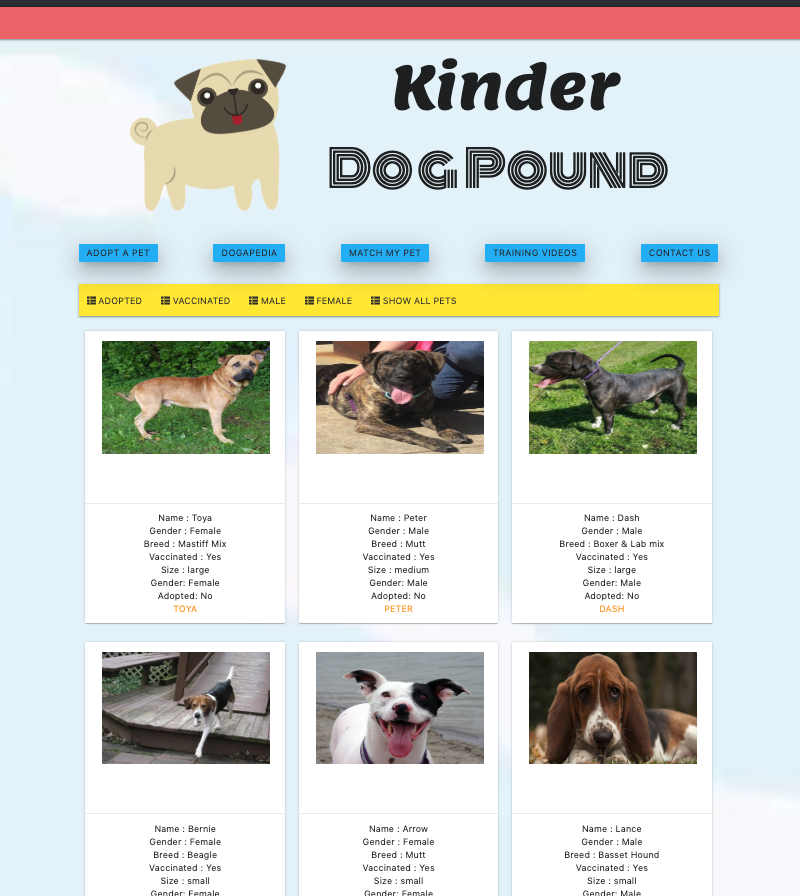 Kinder
DOG POUND
ADOPT A PET DOGAPEDIA MATCH MY PET TRAINING VIDEOS CONTACT US
ADOPTED VACCINATED MALE FEMALE SHOW ALL PETS
Name : Toya
Gender : Female
Breed : Mastiff Mix
Vaccinated : Yes
Size : large
Gender: Female
Adopted: No
TOYA
Name : Peter
Gender : Male
Breed : Mutt
Vaccinated : Yes
Size : medium
Gender: Male
Adopted: No
PETER
Name : Dash
Gender : Male
Breed : Boxer & Lab mix
Vaccinated : Yes
Size : large
Gender: Male
Adopted: No
DASH
Name : Bernie
Gender : Female
Breed : Beagle
Vaccinated : Yes
Size : small
Gender: Female
Name : Arrow
Gender : Female
Breed : Mutt
Vaccinated : Yes
Size : small
Gender: Female
Name : Lance
Gender : Male
Breed : Basset Hound
Vaccinated : Yes
Size : small
Gender: Male